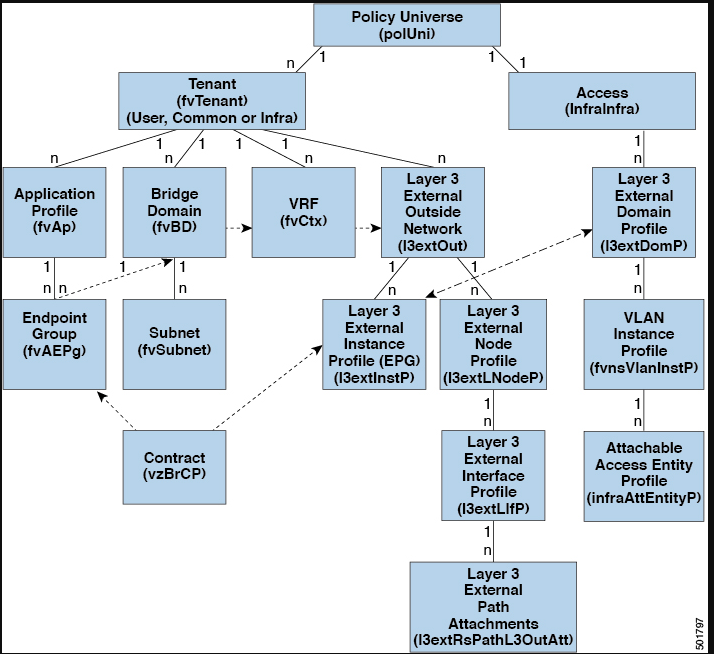 Policy Universe
(polUni)
1
1
n
1
Tenant
(fvTenant)
(User, Common or Infra)
Access
(InfraInfra)
1
1
1
1
1
n
n
n
n
n
Application
Profile
(fvAp)
Bridge
Domain
(fvBD)
VRF
(fvCtx)
Layer 3
External
Outside
Network
(l3extOut)
Layer 3
External
Domain
Profile
(l3extDomP)
1
1
1
1
1
1
n
n
n
n
n
n
Endpoint
Group
(fvAEPg)
Subnet
(fvSubnet)
Layer 3
External
Instance
Profile (EPG)
(l3extInstP)
Layer 3
External
Node
Profile
(l3extLNodeP)
VLAN
Instance
Profile
(fvnsVlanInstP)
1
1
n
n
Contract
(vzBrCP)
Layer 3
External
Interface
Profile
(l3extLIfP)
Attachable
Access Entity
Profile
(infraAttEntityP)
1
n
Layer 3
External
Path
Attachments
(l3extRsPathL3OutAtt)
501797